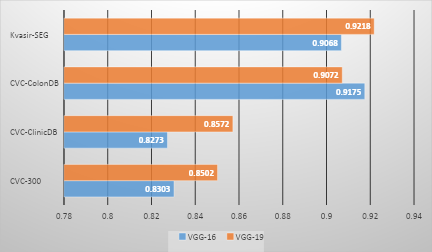 Kvasir-SEG
0.9218
0.9068
CVC-ColonDB
0.9072
0.9175
CVC-ClinicDB
0.8572
0.8273
CVC-300
0.8502
0.8303
0.78 0.8 0.82 0.84 0.86 0.88 0.9 0.92 0.94
VGG-16 VGG-19